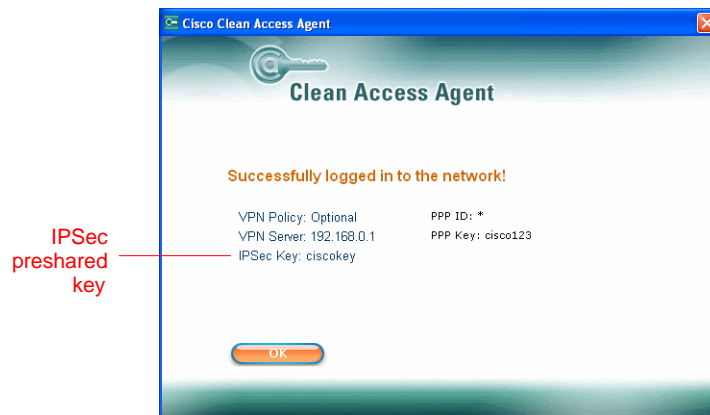 Cisco Clean Access Agent
Clean Access Agent
Successfully logged in to the network!
VPN Policy: Optional
PPP ID: *
VPN Server: 192.168.0.1
PPP Key: cisco123
IPSec Key: ciscokey
IPSec
preshared
key
OK